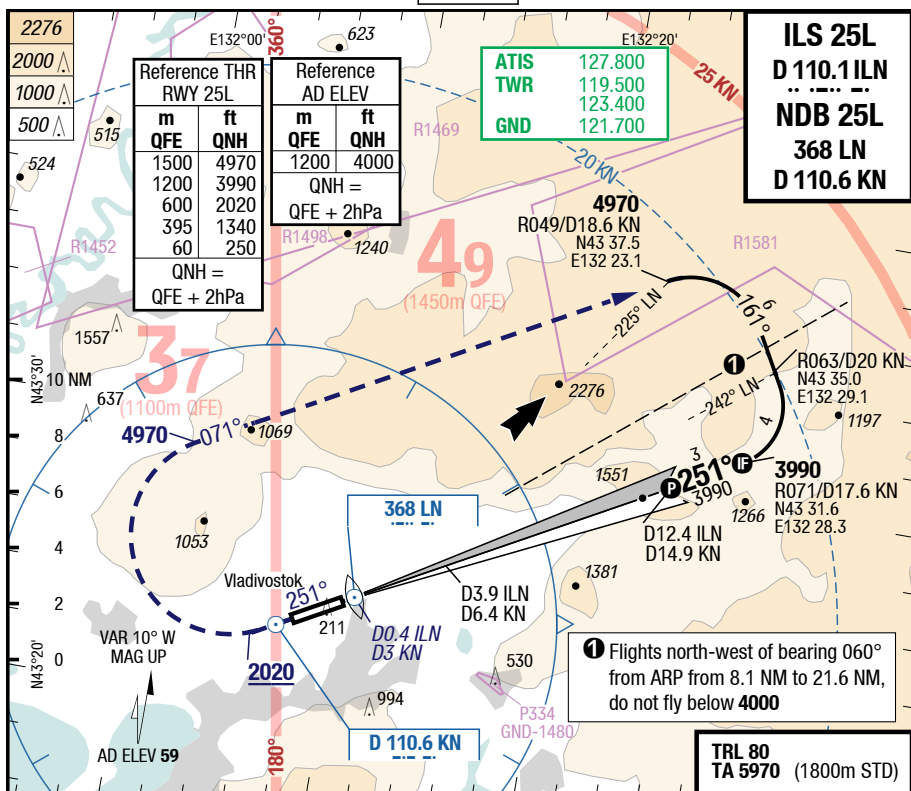 2276
2000
1000
500
360°
E132°00'
623
E132°20'
25 KN
ATIS 127.800
TWR 119.500
123.400
GND 121.700
ILS 25L
D 110.1 ILN
NDB 25L
368 LN
D 110.6 KN
Reference THR
RWY 25L
m ft
QFE QNH
1500 4970
1200 3990
600 2020
395 1340
60 250
QNH =
QFE + 2hPa
Reference
AD ELEV
m ft
QFE QNH
1200 4000
QNH =
QFE + 2hPa
515
524
R1469
20 KN
4970
R049/D18.6 KN
N43 37.5
E132 23.1
R1452
R1498
1240
49
(1450m QFE)
R1581
225° LN
161°
6
1557
37
(1100m QFE)
N43°30'
10 NM
637
1
R063/D20 KN
N43 35.0
E132 29.1
2276
242° LN
4
1197
4970
071°
1069
8
3
1551
P
251°
IF
3990
3990
R071/D17.6 KN
N43 31.6
E132 28.3
1266
6
368 LN
D12.4 ILN
D14.9 KN
1053
4
1381
Vladivostok
251°
D3.9 ILN
D6.4 KN
2
211
D0.4 ILN
D3 KN
VAR 10° W
MAG UP
N43°20'
0
2020
530
1 Flights north-west of bearing 060°
from ARP from 8.1 NM to 21.6 NM,
do not fly below 4000
994
P334
GND-1480
AD ELEV 59
180°
D 110.6 KN
TRL 80
TA 5970 (1800m STD)